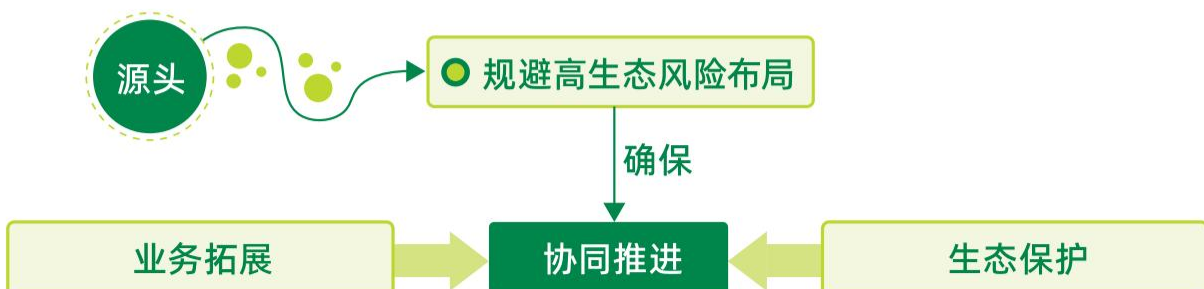 源头
规避高生态风险布局
确保
业务拓展
协同推进
生态保护